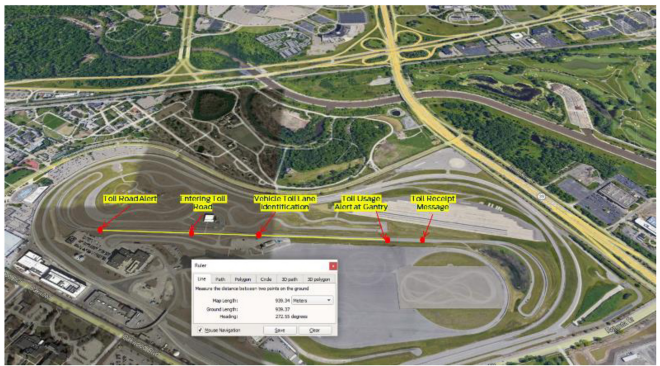 Toll Road Alert
Entering Toll
Road
Vehicle Toll Lane
Identification
Toll Usage
Alert at Gantry
Toll Receipt
Message
Ruler
Line Path Polygon Circle 3D path 3D polygon
Measure the distance between two points on the ground
Map Length: 939.34 Meters
Ground Length: 939.37
Heading: 272.55 degrees
Mouse Navigation Save Clear